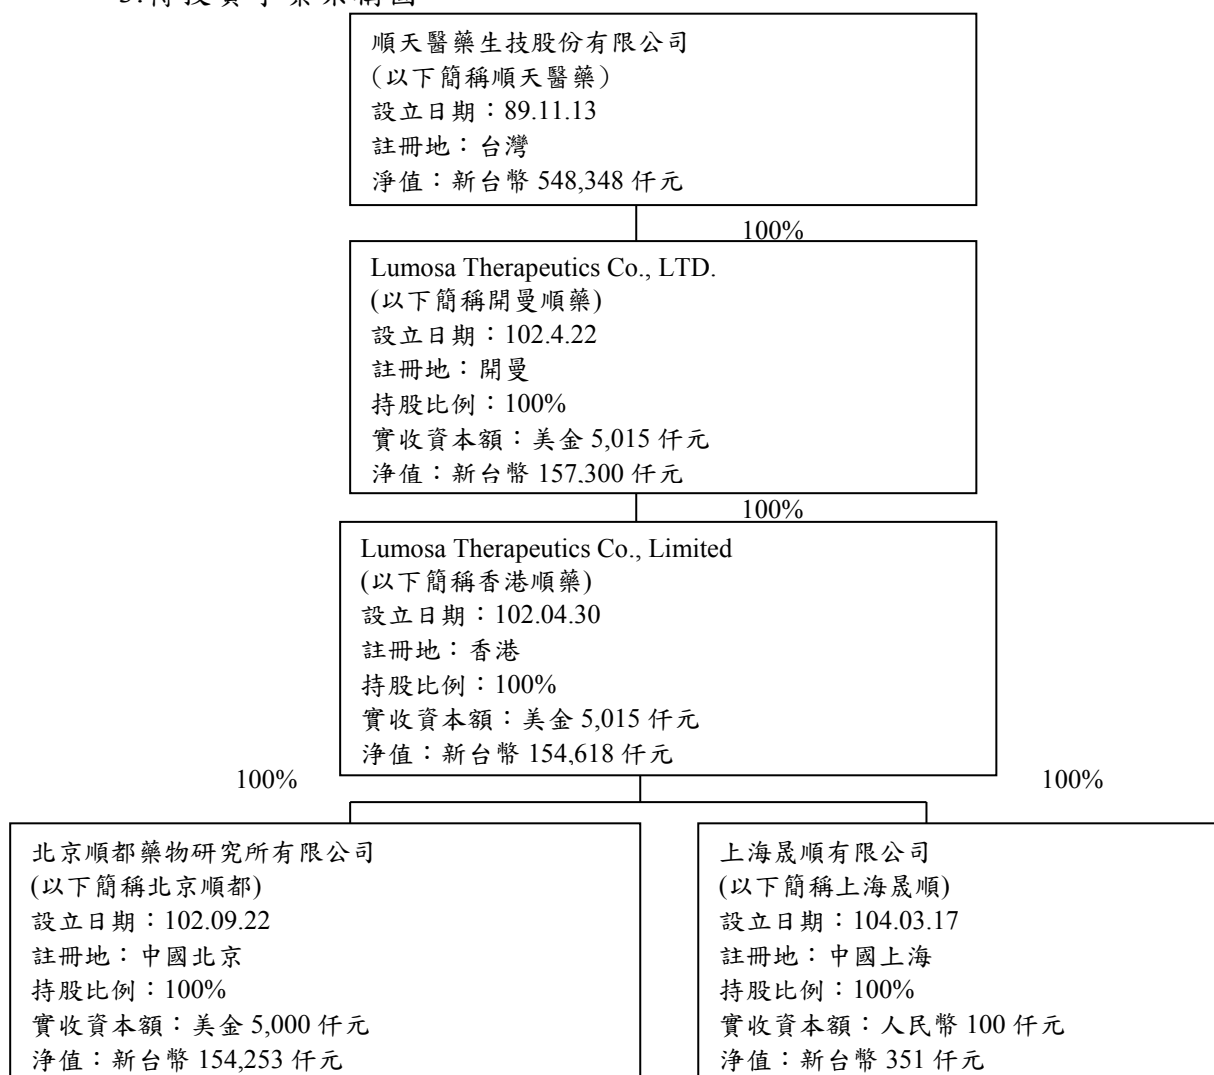 順天醫藥生技股份有限公司
(以下簡稱順天醫藥)
設立日期：89.11.13
註冊地：台灣
淨值：新台幣 548,348 仟元
100%
Lumosa Therapeutics Co., LTD.
(以下簡稱開曼順藥)
設立日期：102.4.22
註冊地：開曼
持股比例：100%
實收資本額：美金 5,015 仟元
淨值：新台幣 157,300 仟元
100%
Lumosa Therapeutics Co., Limited
(以下簡稱香港順藥)
設立日期：102.04.30
註冊地：香港
持股比例：100%
實收資本額：美金 5,015 仟元
淨值：新台幣 154,618 仟元
100%
100%
北京順都藥物研究所有限公司
(以下簡稱北京順都)
設立日期：102.09.22
註冊地：中國北京
持股比例：100%
實收資本額：美金 5,000 仟元
淨值：新台幣 154,253 仟元
上海晟順有限公司
(以下簡稱上海晟順)
設立日期：104.03.17
註冊地：中國上海
持股比例：100%
實收資本額：人民幣 100 仟元
淨值：新台幣 351 仟元